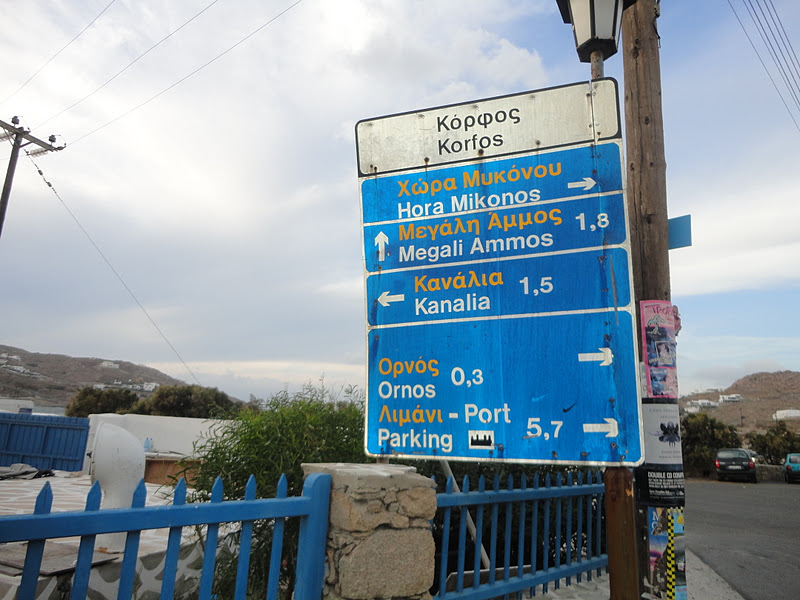 Κόρφος
Korfos
Χώρα Μυκόνου
Hora Mikonos
Μεγάλη Άμμος 1,8
Megali Ammos
Κανάλια 1,5
Kanalia
Ορνός
Ornos 0,3
Λιμάνι - Port 5,7
Parking